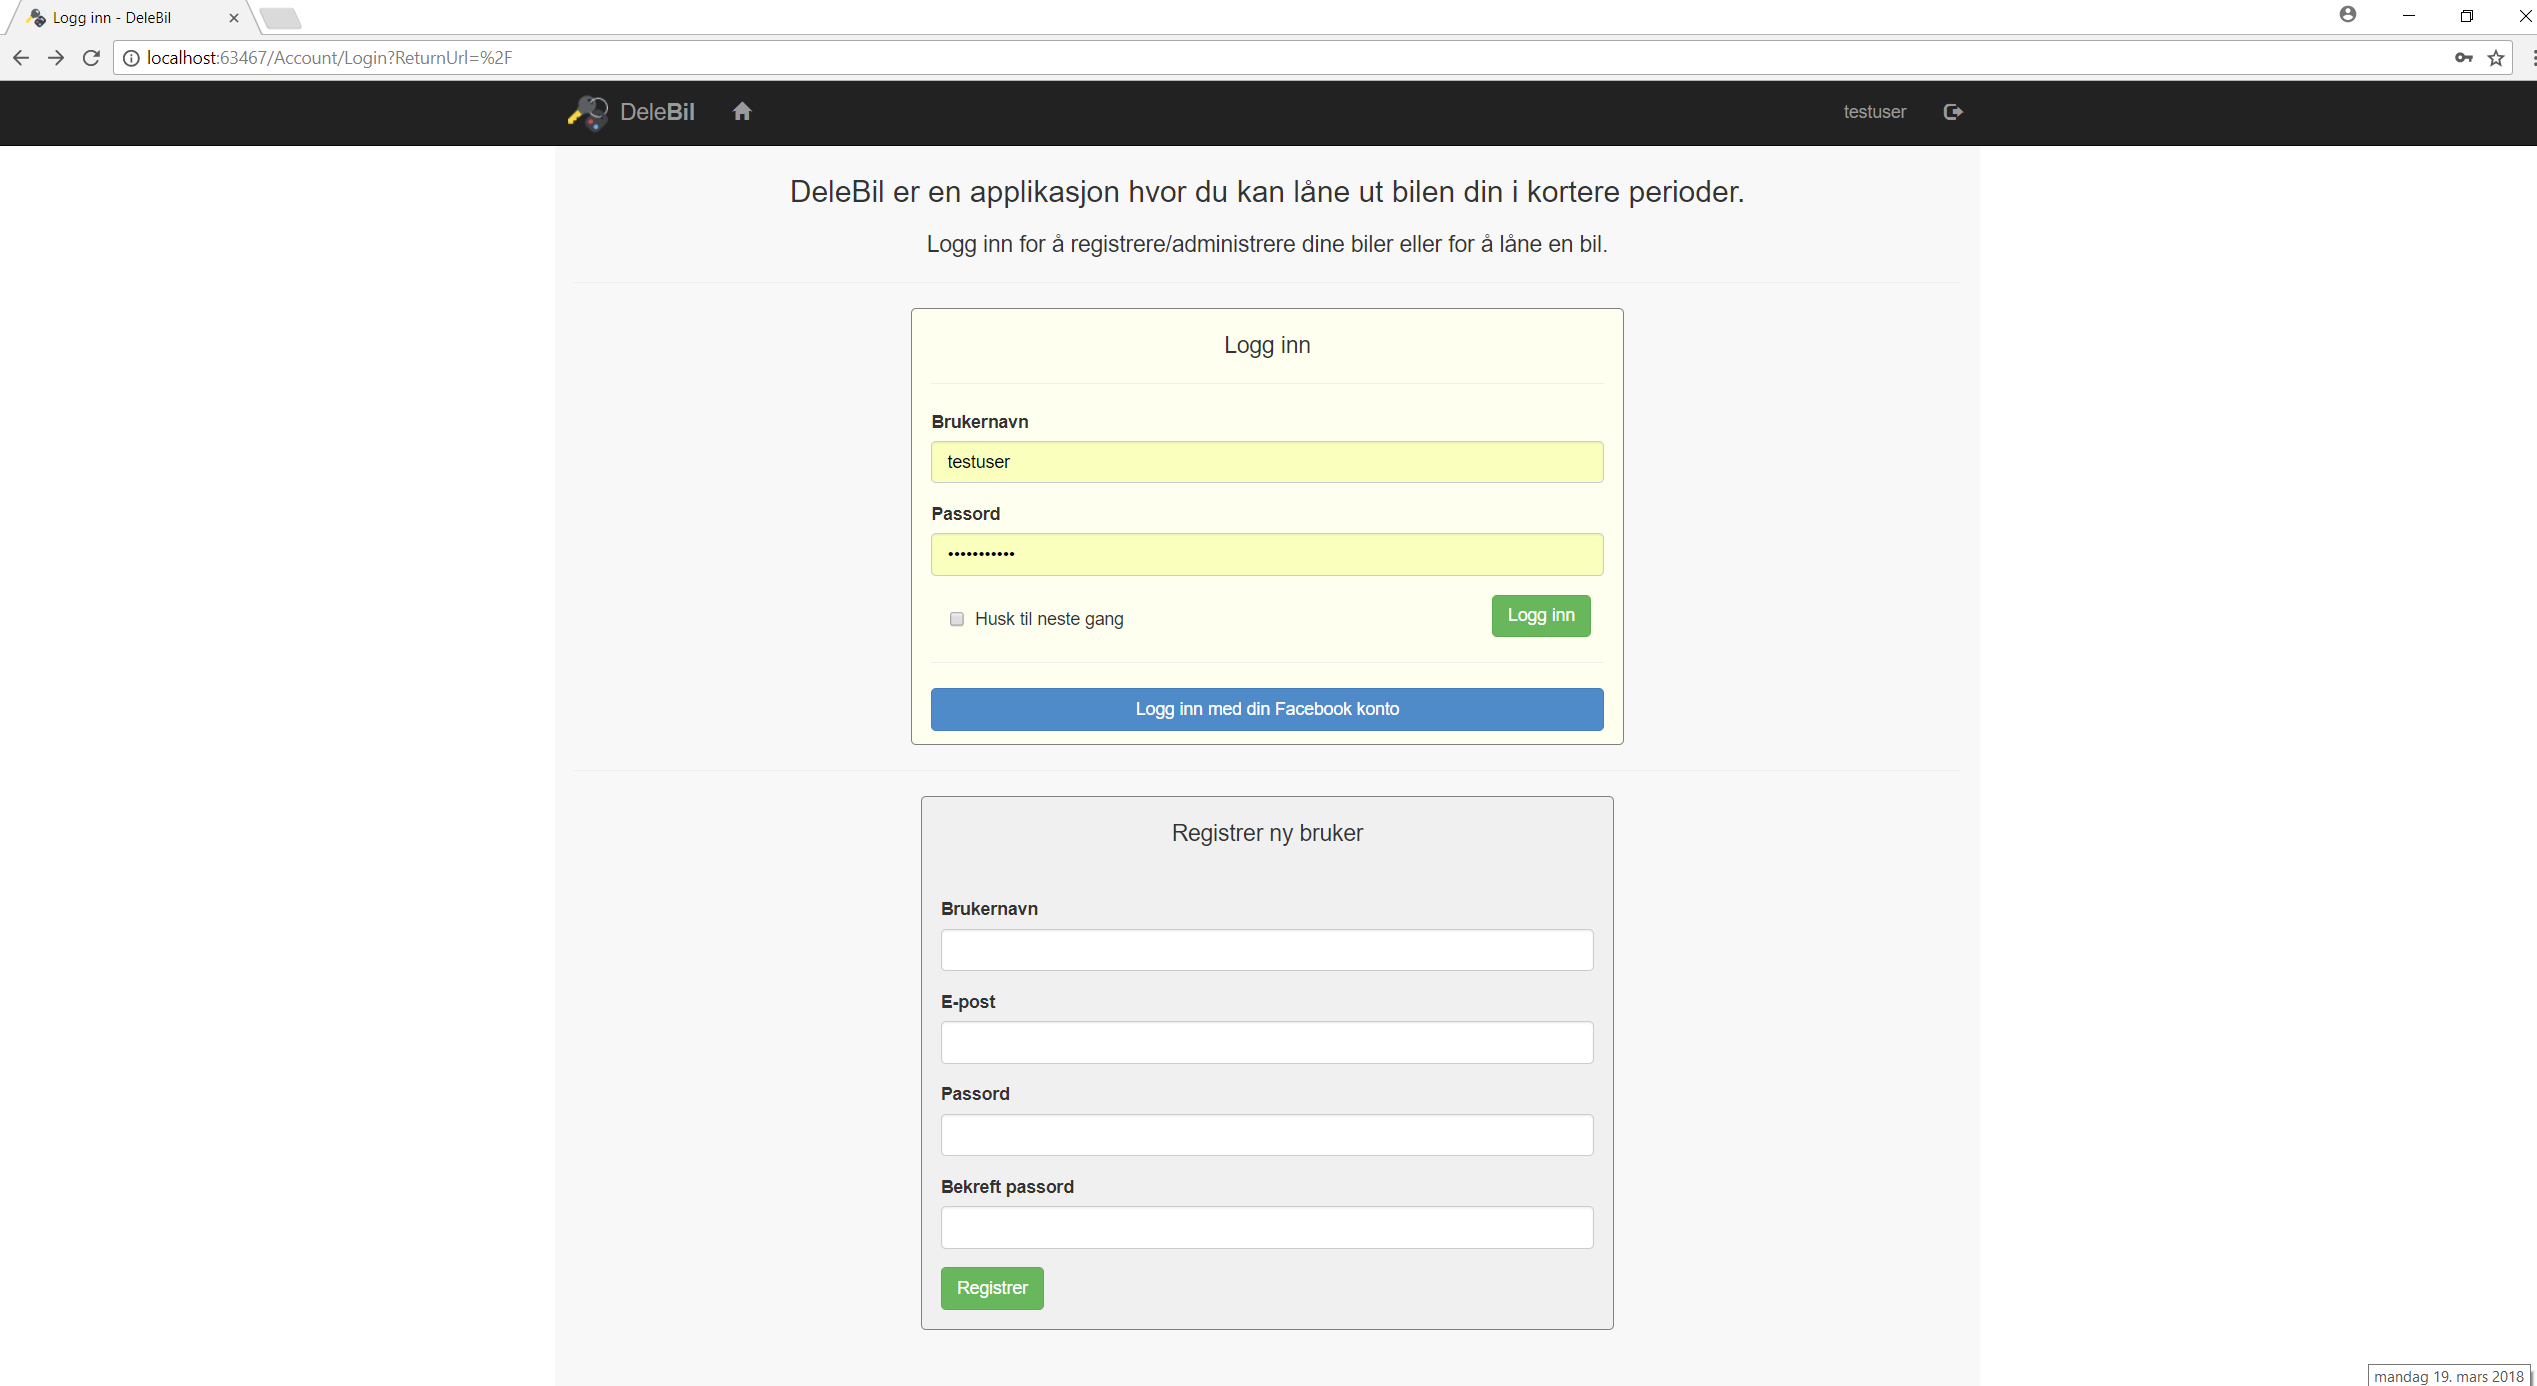 Logg inn - DeleBil
localhost:63467/Account/Login?ReturnUrl=%2F
DeleBil
testuser
DeleBil er en applikasjon hvor du kan låne ut bilen din i kortere perioder.
Logg inn for å registrere/administrere dine biler eller for å låne en bil.
Logg inn
Brukernavn
testuser
Passord
•••••••••••
Husk til neste gang
Logg inn
Logg inn med din Facebook konto
Registrer ny bruker
Brukernavn
E-post
Passord
Bekreft passord
Registrer
mandag 19. mars 2018